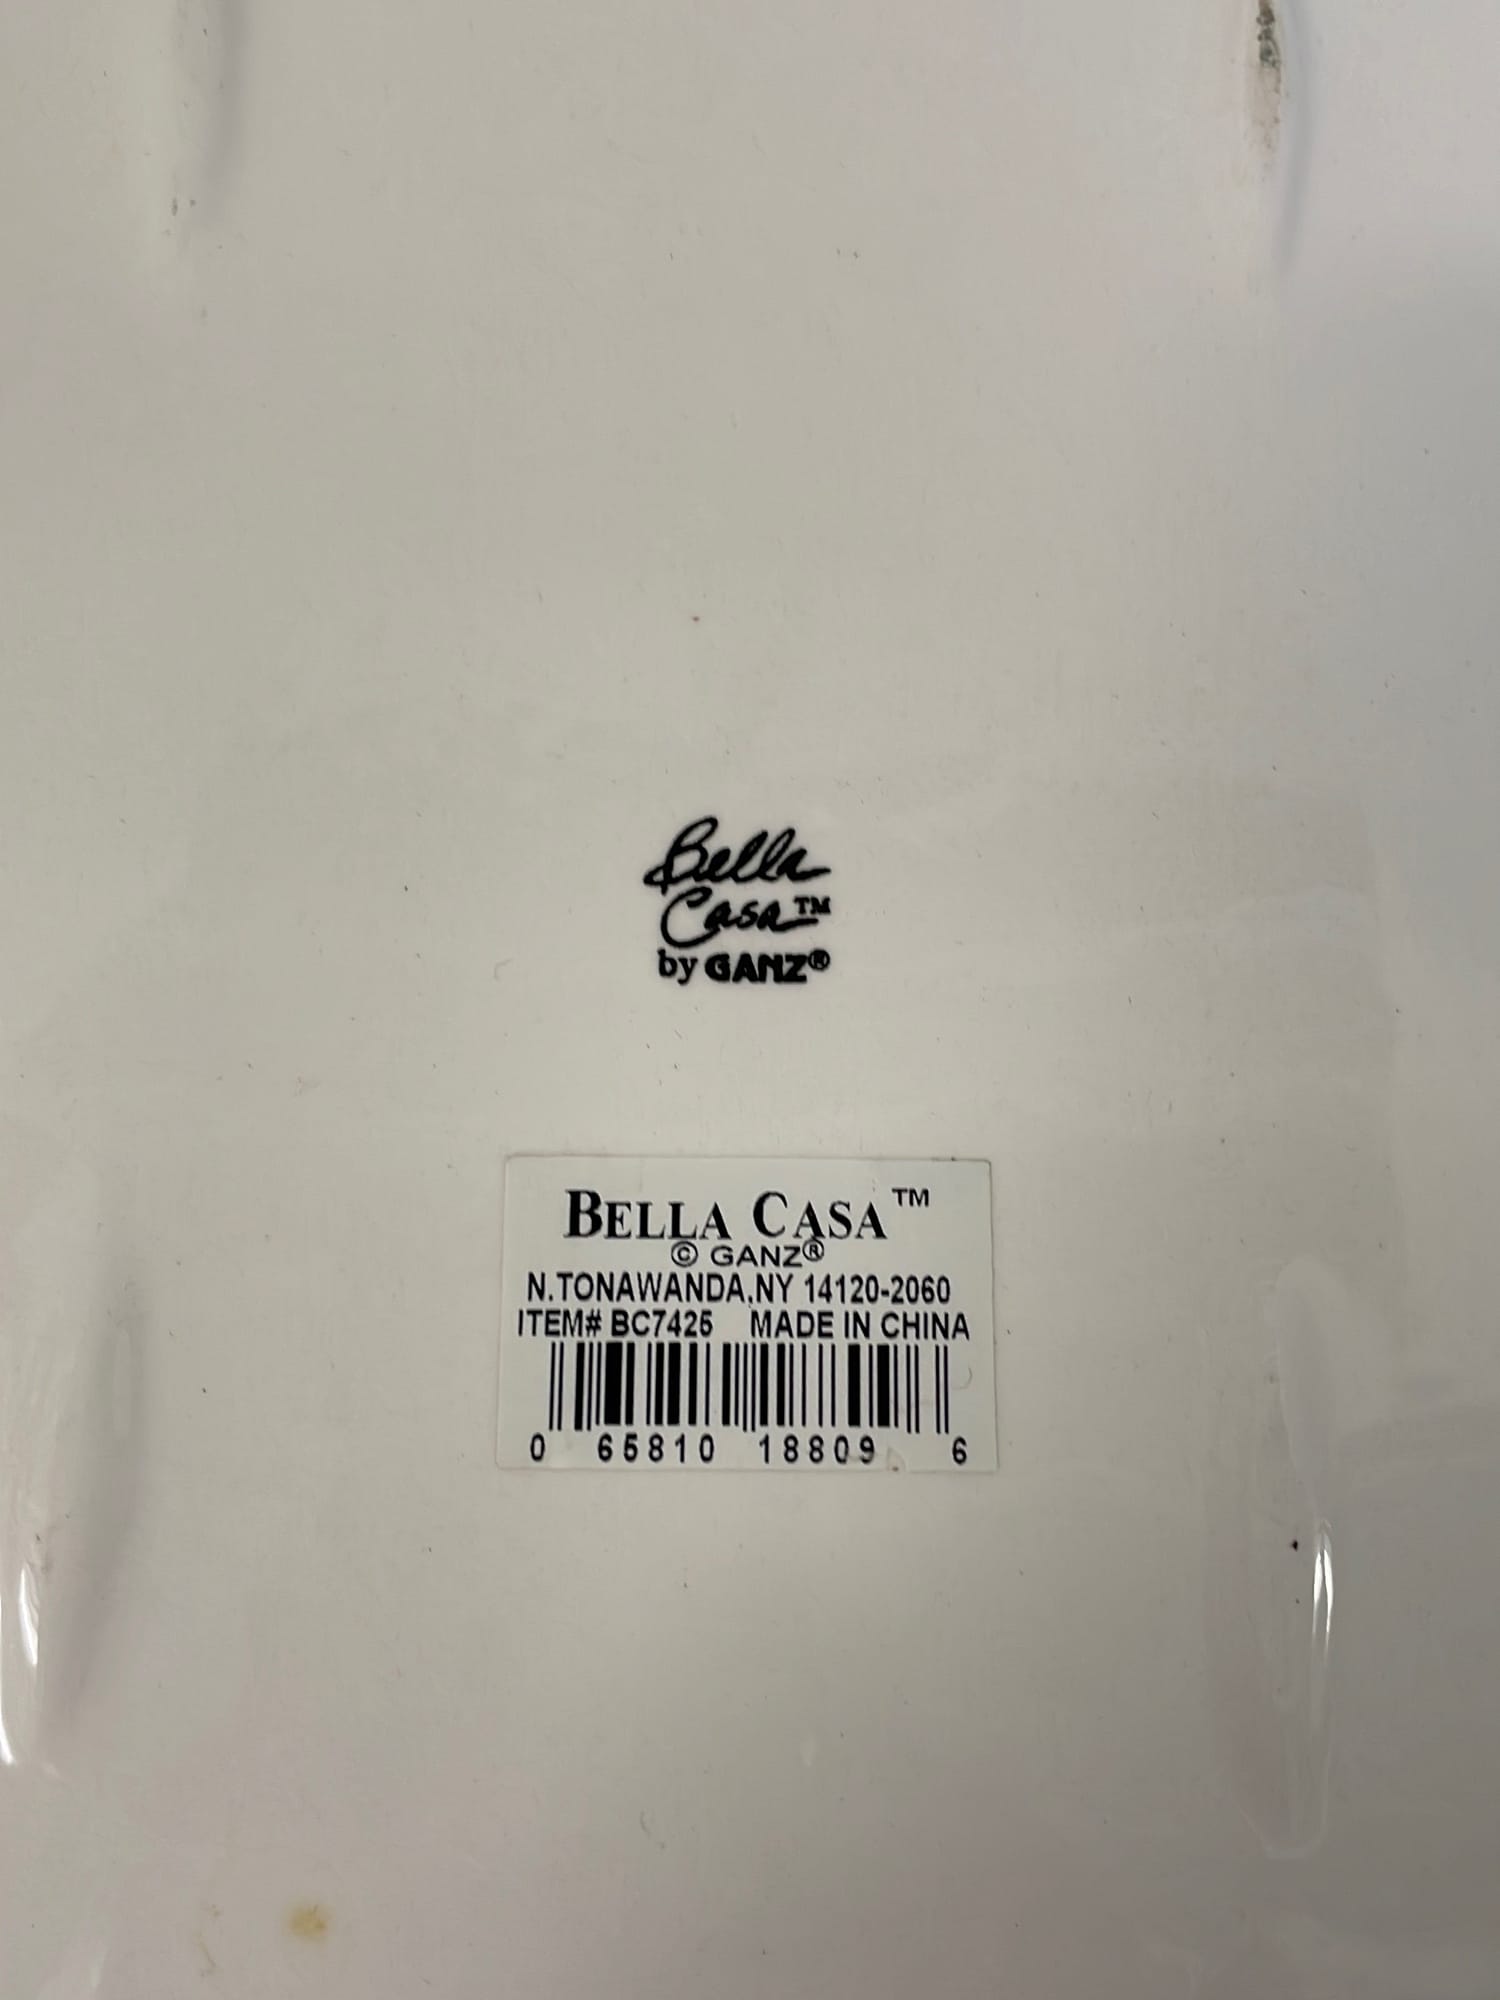 Bella
Casa™
by GANZ®
BELLA CASA™
© GANZ®
N.TONAWANDA,NY 14120-2060
ITEM# BC7425 MADE IN CHINA
0 65810 18809 6